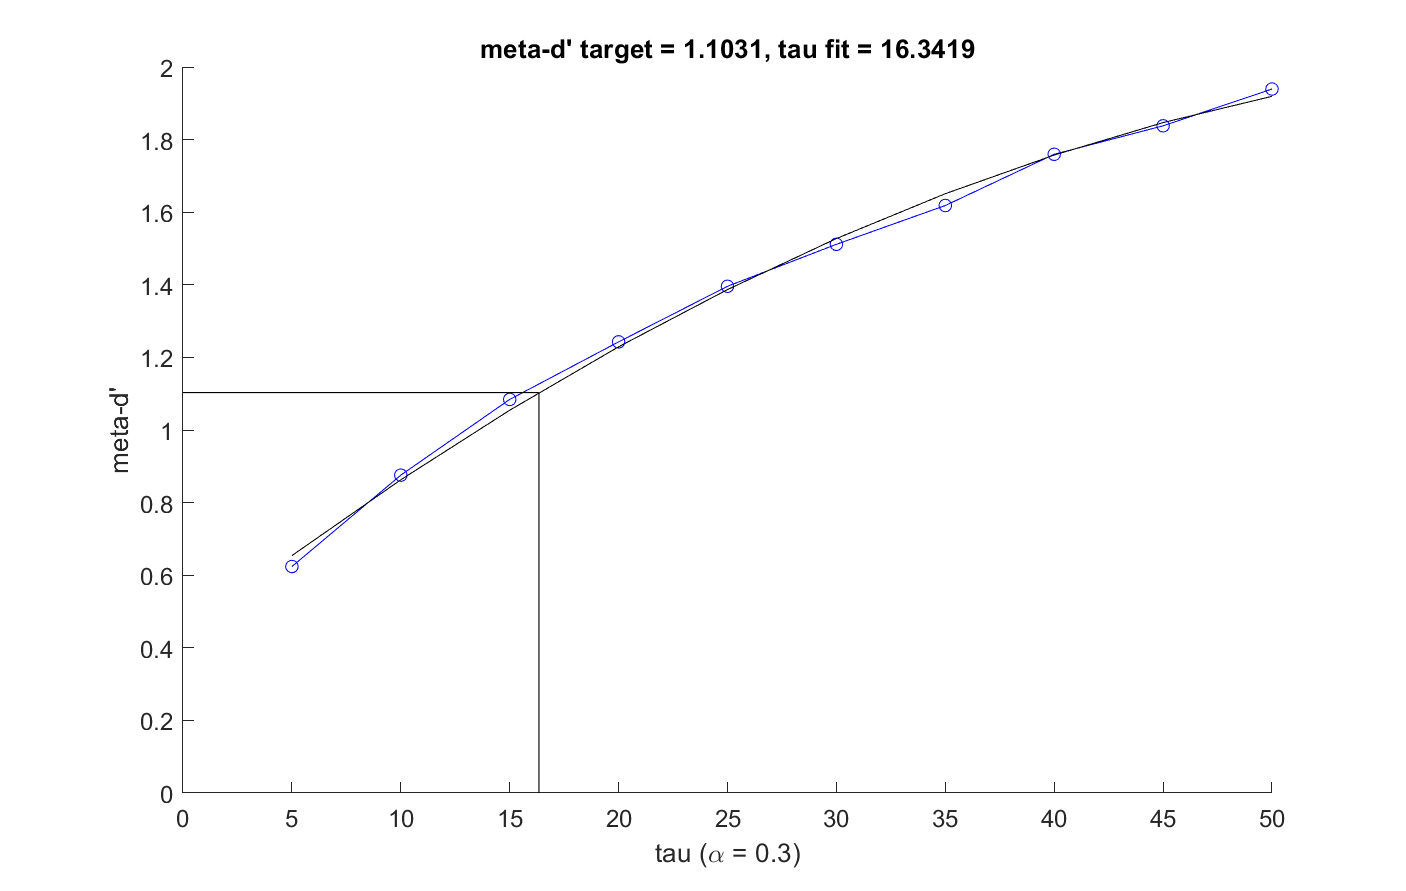 meta-d' target = 1.1031, tau fit = 16.3419
2
1.8
1.6
1.4
1.2
1
0.8
0.6
0.4
0.2
0
meta-d'
0 5 10 15 20 25 30 35 40 45 50
tau (α = 0.3)